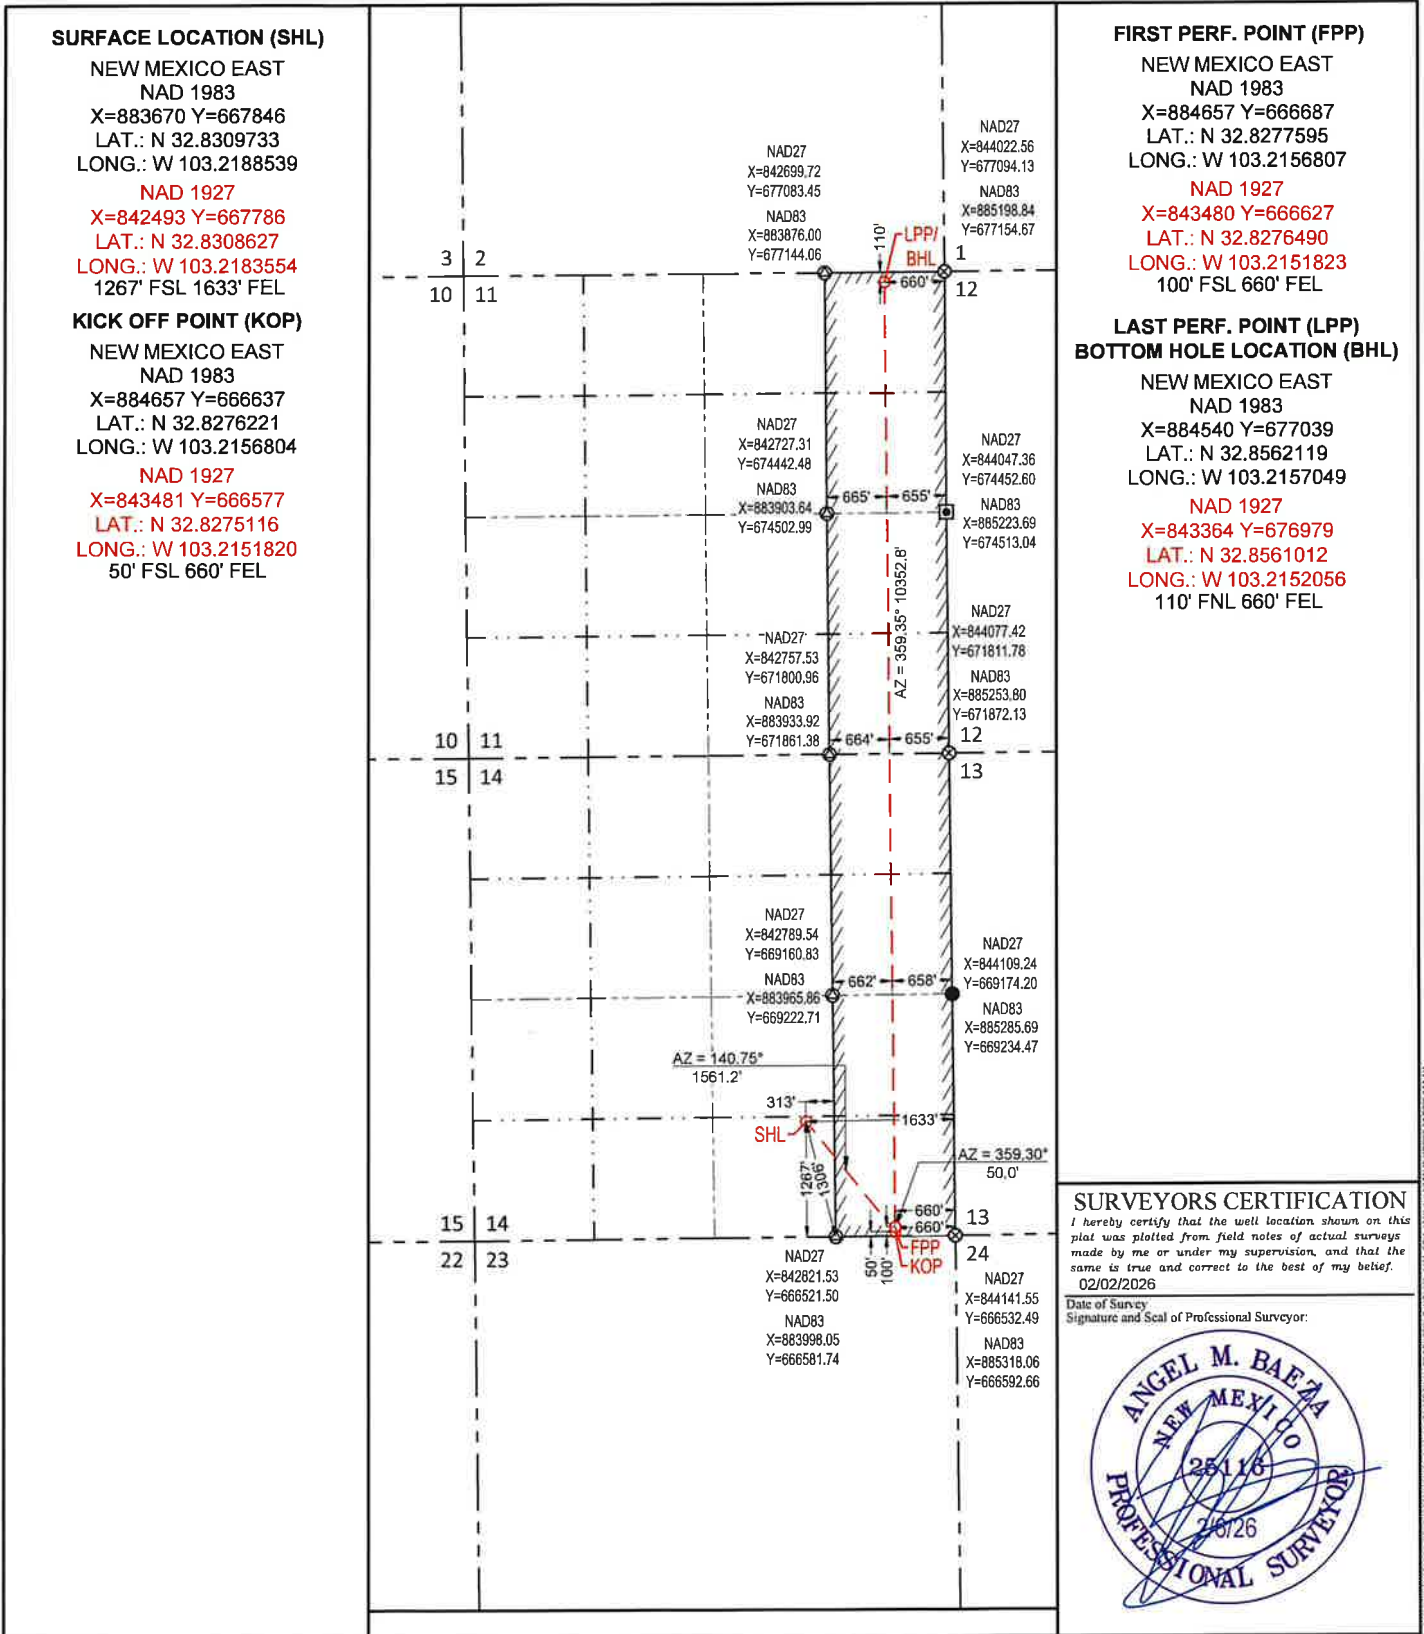 SURFACE LOCATION (SHL)
NEW MEXICO EAST
NAD 1983
X=883670 Y=667846
LAT.: N 32.8309733
LONG.: W 103.2188539
NAD 1927
X=842493 Y=667786
LAT.: N 32.8308627
LONG.: W 103.2183554
1267' FSL 1633' FEL
KICK OFF POINT (KOP)
NEW MEXICO EAST
NAD 1983
X=884657 Y=666637
LAT.: N 32.8276221
LONG.: W 103.2156804
NAD 1927
X=843481 Y=666577
LAT.: N 32.8275116
LONG.: W 103.2151820
50' FSL 660' FEL
NAD27
X=842699.72
Y=677083.45
NAD83
X=883876.00
Y=677144.06
NAD27
X=844022.56
Y=677094.13
NAD83
X=885198.84
Y=677154.67
3 2
10 11
110'
LPP/
BHL
660'
1
12
NAD27
X=842727.31
Y=674442.48
NAD83
X=883903.64
Y=674502.99
665'
655'
NAD27
X=844047.36
Y=674452.60
NAD83
X=885223.69
Y=674513.04
AZ = 359.35° 10352.8'
NAD27
X=842757.53
Y=671800.96
NAD83
X=883933.92
Y=671861.38
NAD27
X=844077.42
Y=671811.78
NAD83
X=885253.80
Y=671872.13
10 11
15 14
664'
655'
12
13
NAD27
X=842789.54
Y=669160.83
NAD83
X=883965.86
Y=669222.71
662'
658'
NAD27
X=844109.24
Y=669174.20
NAD83
X=885285.69
Y=669234.47
AZ = 140.75°
1561.2'
313'
SHL
1633'
1267'
1306'
AZ = 359.30°
50.0'
660'
660'
15 14
22 23
13
24
50'
100'
FPP
KOP
NAD27
X=842821.53
Y=666521.50
NAD83
X=883998.05
Y=666581.74
NAD27
X=844141.55
Y=666532.49
NAD83
X=885318.06
Y=666592.66
FIRST PERF. POINT (FPP)
NEW MEXICO EAST
NAD 1983
X=884657 Y=666687
LAT.: N 32.8277595
LONG.: W 103.2156807
NAD 1927
X=843480 Y=666627
LAT.: N 32.8276490
LONG.: W 103.2151823
100' FSL 660' FEL
LAST PERF. POINT (LPP)
BOTTOM HOLE LOCATION (BHL)
NEW MEXICO EAST
NAD 1983
X=884540 Y=677039
LAT.: N 32.8562119
LONG.: W 103.2157049
NAD 1927
X=843364 Y=676979
LAT.: N 32.8561012
LONG.: W 103.2152056
110' FNL 660' FEL
SURVEYORS CERTIFICATION
I hereby certify that the well location shown on this
plat was plotted from field notes of actual surveys
made by me or under my supervision, and that the
same is true and correct to the best of my belief.
02/02/2026
Date of Survey
Signature and Seal of Professional Surveyor:
ANGEL M. BAEZA
NEW MEXICO
25116
2/6/26
PROFESSIONAL SURVEYOR